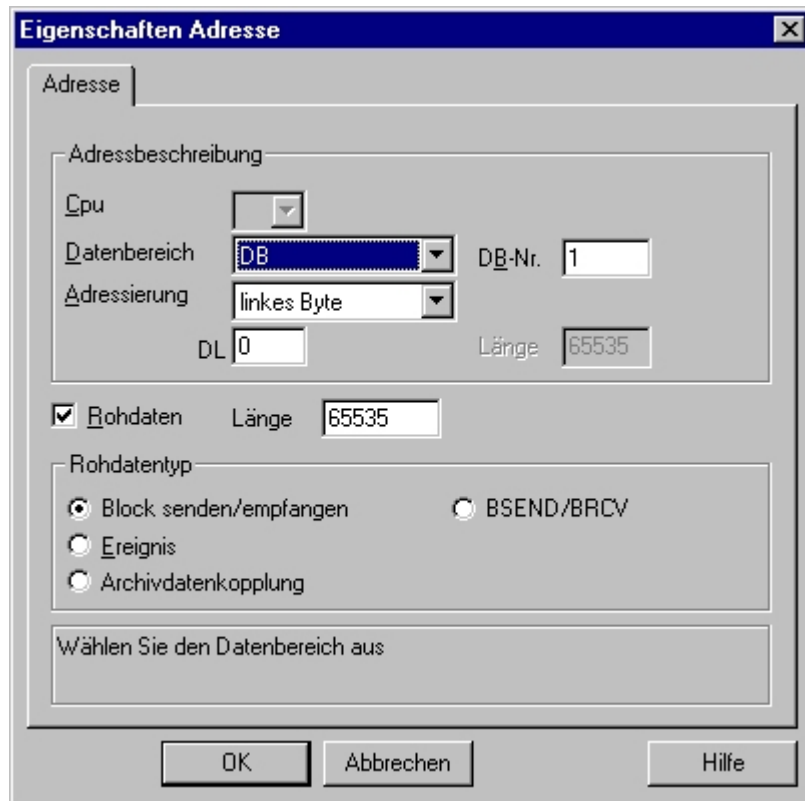 Eigenschaften Adresse
Adresse
Adressbeschreibung
Cpu
Datenbereich DB DB-Nr. 1
Adressierung linkes Byte
DL 0 Länge 65535
Rohdaten Länge 65535
Rohdatentyp
Block senden/empfangen BSEND/BRCV
Ereignis
Archivdatenkopplung
Wählen Sie den Datenbereich aus
OK Abbrechen Hilfe